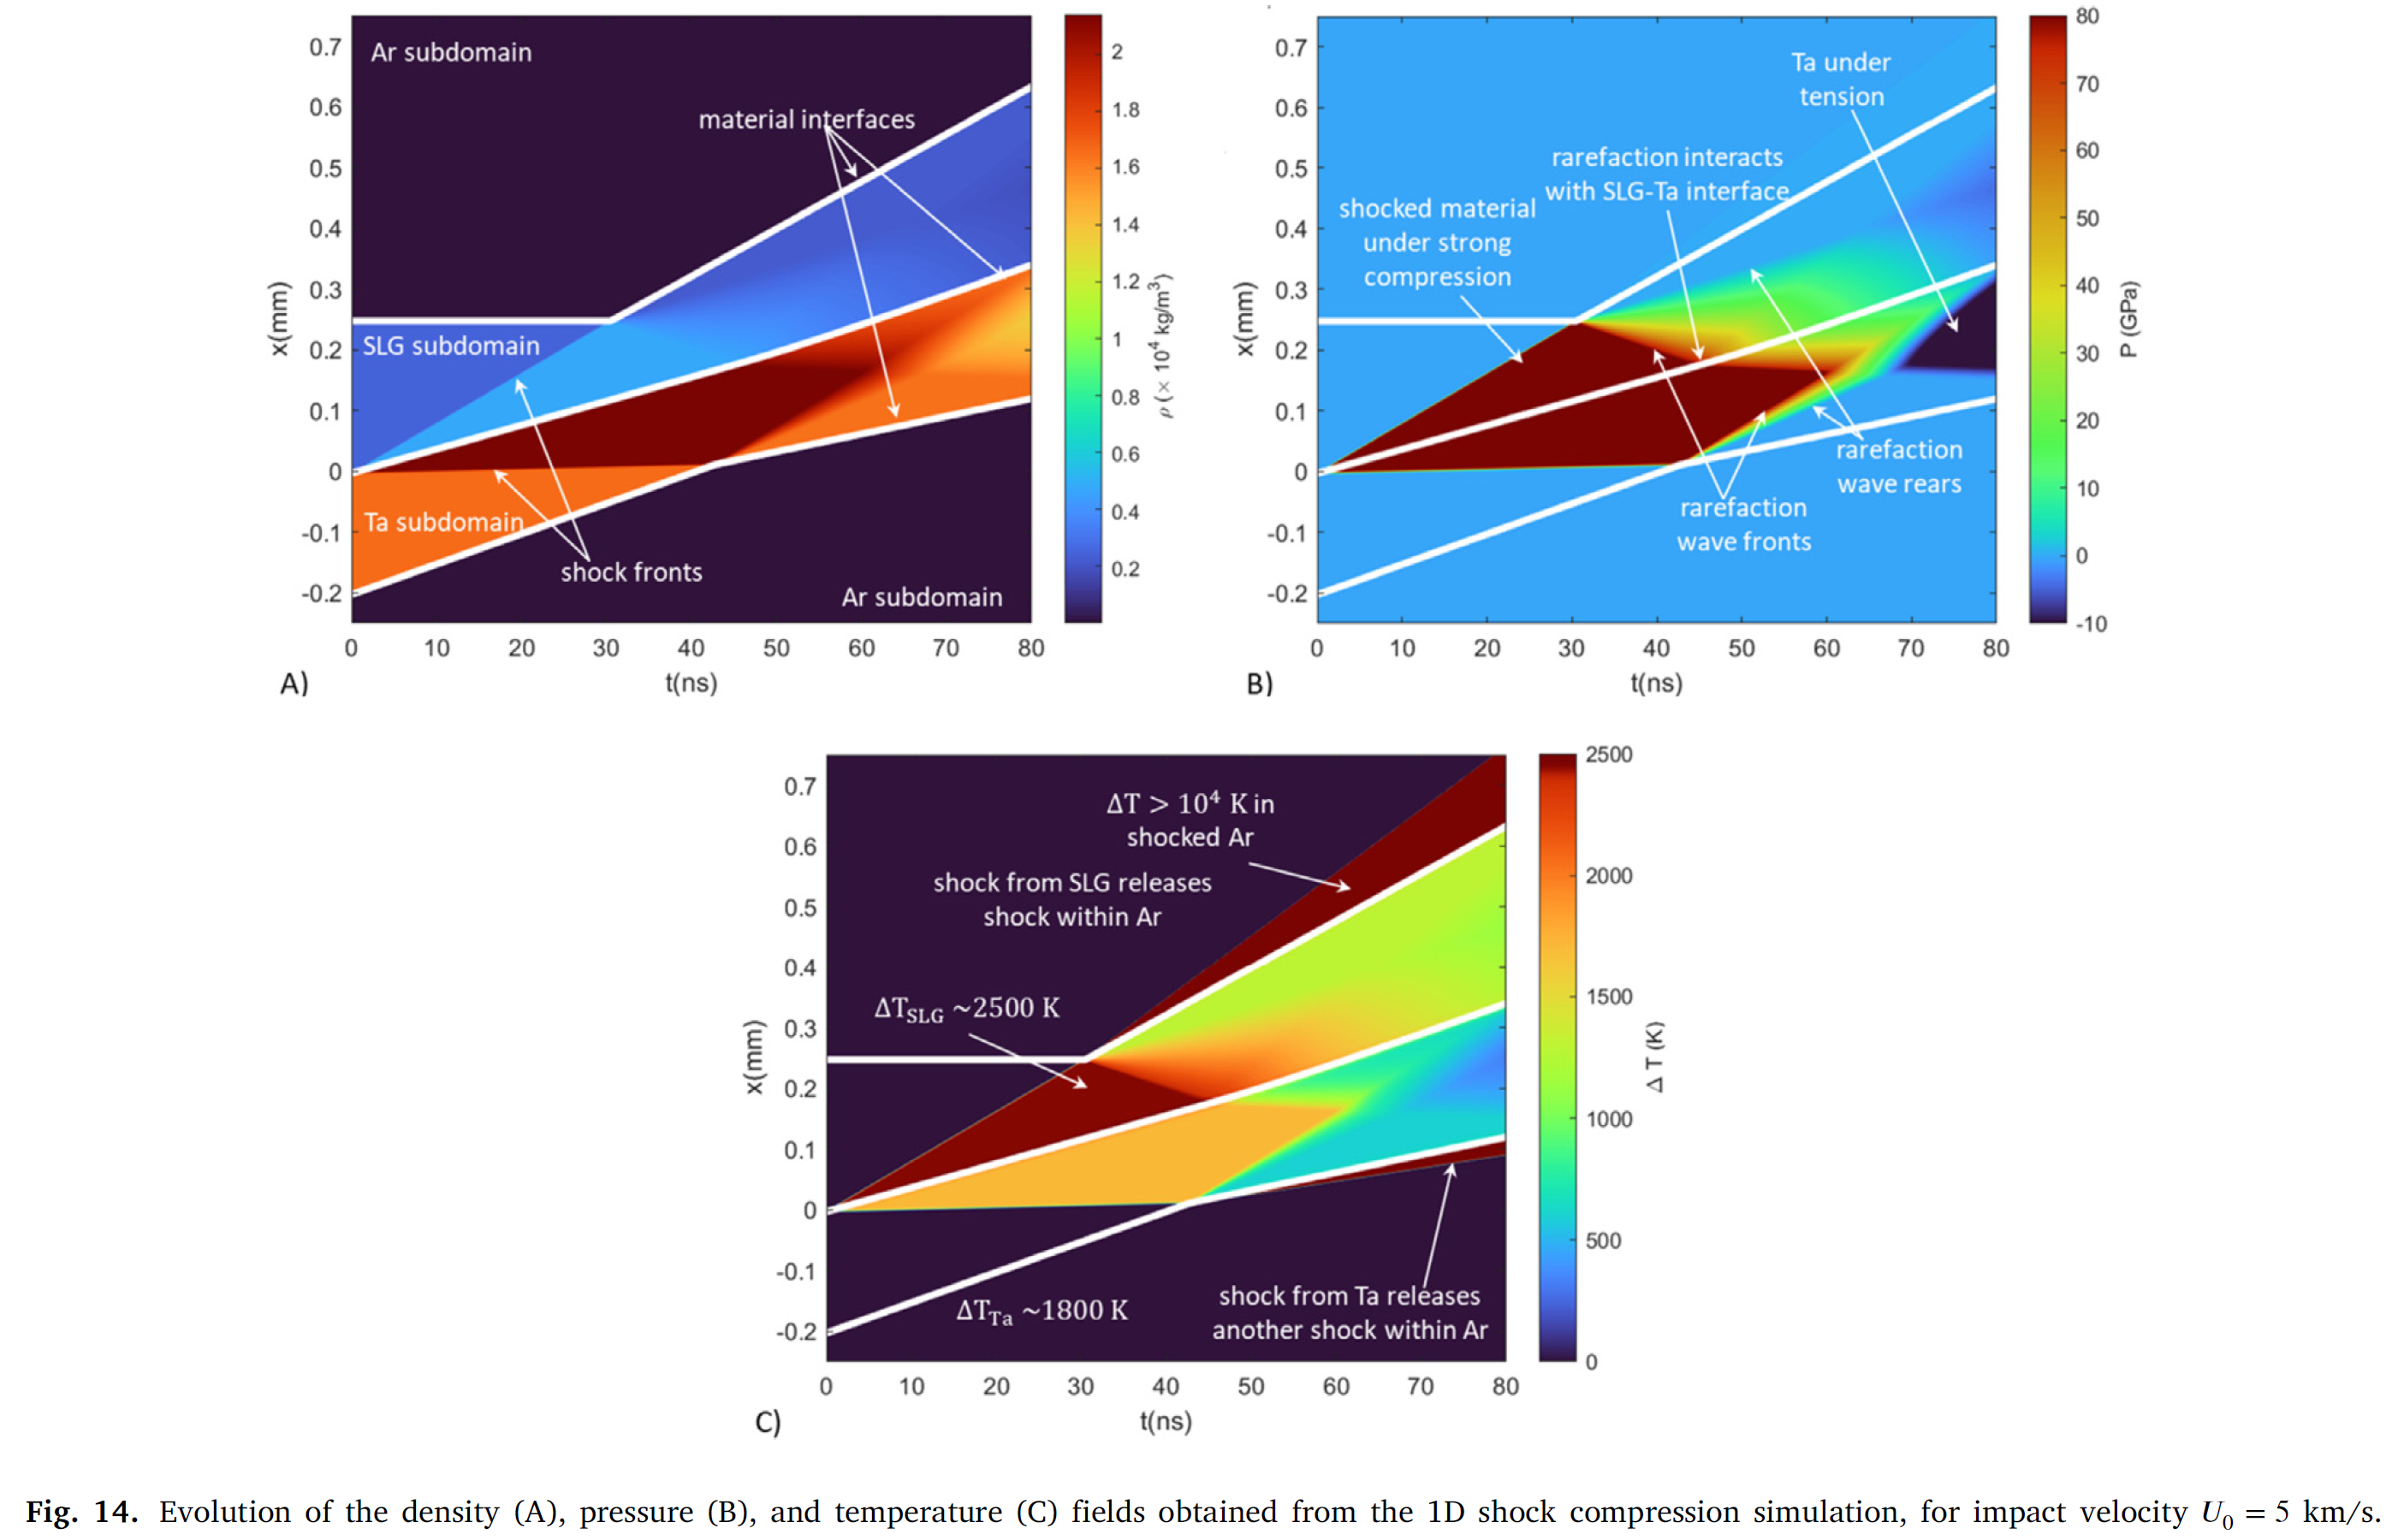 Ar subdomain
material interfaces
SLG subdomain
Ta subdomain
shock fronts
Ar subdomain
0.7
0.6
0.5
0.4
0.3
0.2
0.1
0
-0.1
-0.2
x(mm)
0 10 20 30 40 50 60 70 80
t(ns)
A)
2
1.8
1.6
1.4
1.2
1
0.8
0.6
0.4
0.2
ρ (× 10⁴ kg/m³)
Ta under
tension
rarefaction interacts
with SLG-Ta interface
shocked material
under strong
compression
rarefaction
wave rears
rarefaction
wave fronts
0.7
0.6
0.5
0.4
0.3
0.2
0.1
0
-0.1
-0.2
x(mm)
0 10 20 30 40 50 60 70 80
t(ns)
B)
80
70
60
50
40
30
20
10
0
-10
P (GPa)
ΔT > 10⁴ K in
shocked Ar
shock from SLG releases
shock within Ar
ΔT_SLG ~2500 K
ΔT_Ta ~1800 K
shock from Ta releases
another shock within Ar
0.7
0.6
0.5
0.4
0.3
0.2
0.1
0
-0.1
-0.2
x(mm)
0 10 20 30 40 50 60 70 80
t(ns)
C)
2500
2000
1500
1000
500
0
Δ T (K)
Fig. 14. Evolution of the density (A), pressure (B), and temperature (C) fields obtained from the 1D shock compression simulation, for impact velocity U₀ = 5 km/s.